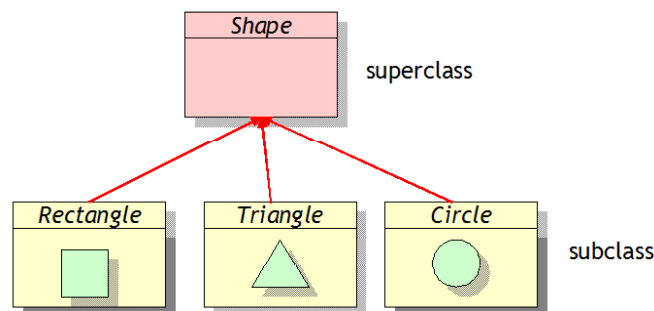 Shape
superclass
Rectangle
Triangle
Circle
subclass